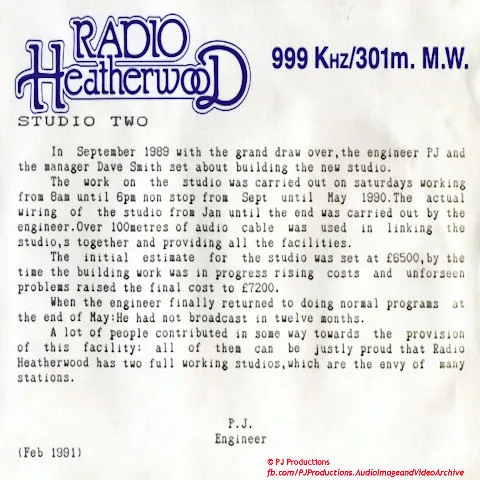 RADIO
HeatherwooD
999 KHz/301m. M.W.
STUDIO TWO
In September 1989 with the grand draw over,the engineer PJ and
the manager Dave Smith set about building the new studio.
The work on the studio was carried out on saturdays working
from 8am until 6pm non stop from Sept until May 1990.The actual
wiring of the studio from Jan until the end was carried out by the
engineer.Over 100metres of audio cable was used in linking the
studio,s together and providing all the facilities.
The initial estimate for the studio was set at £6500,by the
time the building work was in progress rising costs and unforseen
problems raised the final cost to £7200.
When the engineer finally returned to doing normal programs at
the end of May:He had not broadcast in twelve months.
A lot of people contributed in some way towards the provision
of this facility: all of them can be justly proud that Radio
Heatherwood has two full working studios,which are the envy of many
stations.
P.J.
Engineer
(Feb 1991)
© PJ Productions
fb.com/PJProductions.AudioImageandVideoArchive